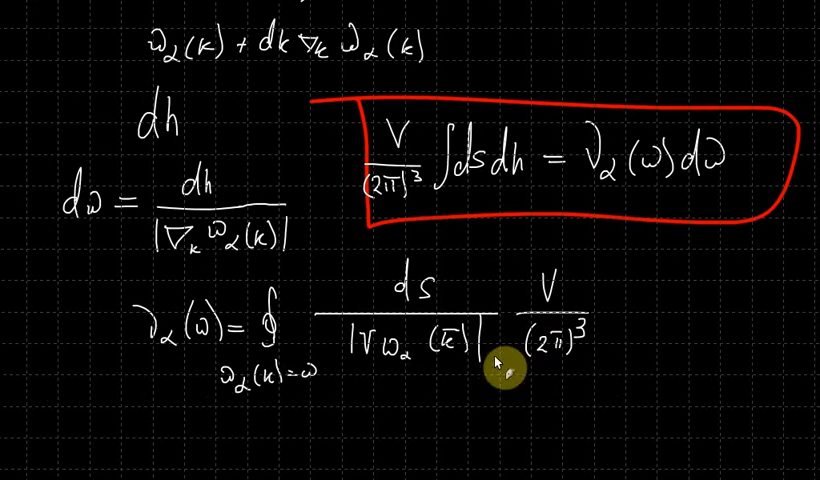 ω_α(k) + dk ∇_k ω_α(k)
dh
V/(2π)^3 ∫ds dh = ν_α(ω)dω
dω = dh/|∇_k ω_α(k)|
ν_α(ω) = ∮_{ω_α(k)=ω} ds/|∇ω_α(k̄)| V/(2π)^3